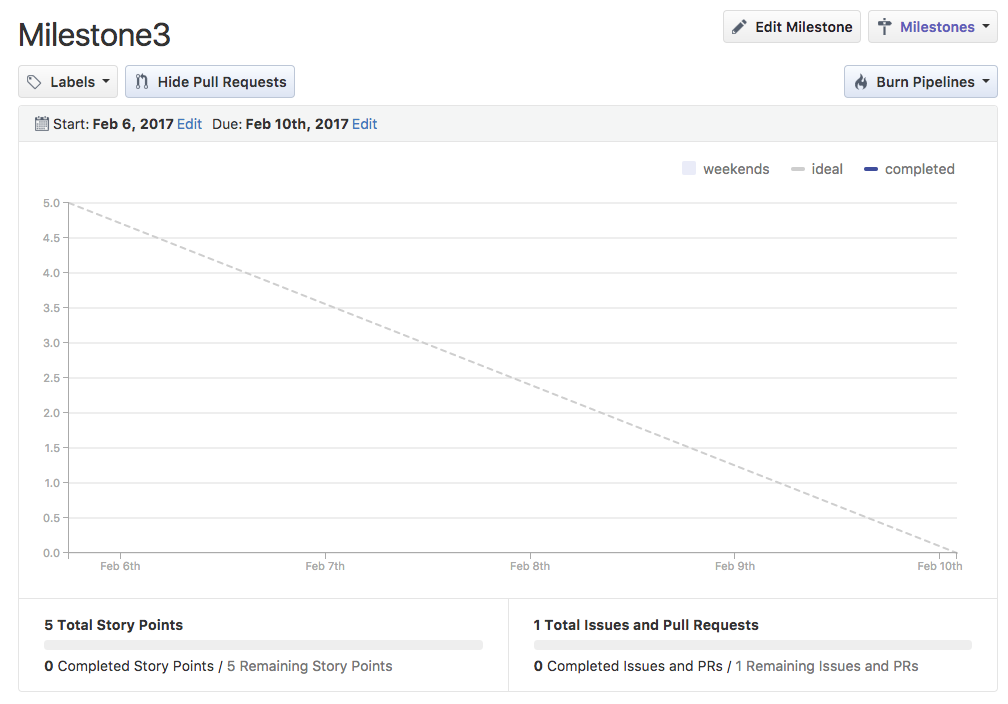 Milestone3
Edit Milestone
Milestones
Labels
Hide Pull Requests
Burn Pipelines
Start: Feb 6, 2017 Edit Due: Feb 10th, 2017 Edit
weekends ideal completed
5.0
4.5
4.0
3.5
3.0
2.5
2.0
1.5
1.0
0.5
0.0
Feb 6th Feb 7th Feb 8th Feb 9th Feb 10th
5 Total Story Points
0 Completed Story Points / 5 Remaining Story Points
1 Total Issues and Pull Requests
0 Completed Issues and PRs / 1 Remaining Issues and PRs